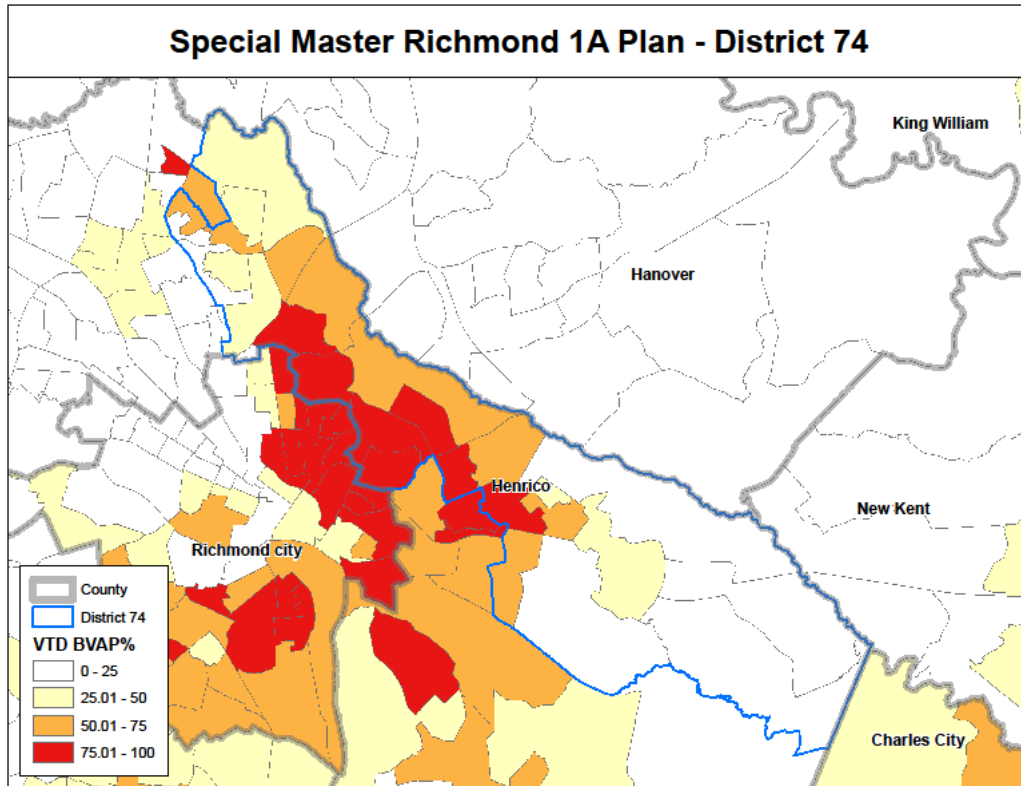 Special Master Richmond 1A Plan - District 74
King William
Hanover
Henrico
New Kent
Richmond city
Charles City
County
District 74
VTD BVAP%
0 - 25
25.01 - 50
50.01 - 75
75.01 - 100